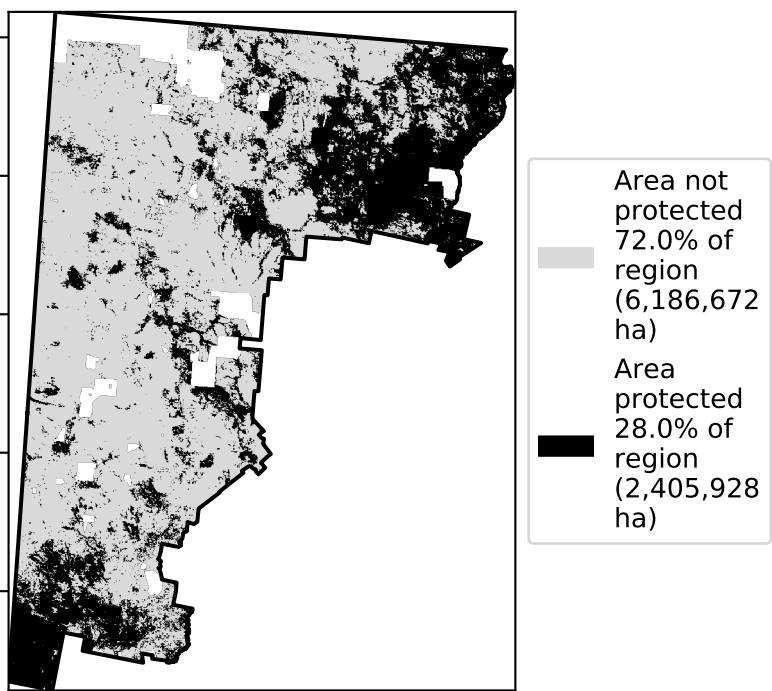 Area not
protected
72.0% of
region
(6,186,672
ha)
Area
protected
28.0% of
region
(2,405,928
ha)